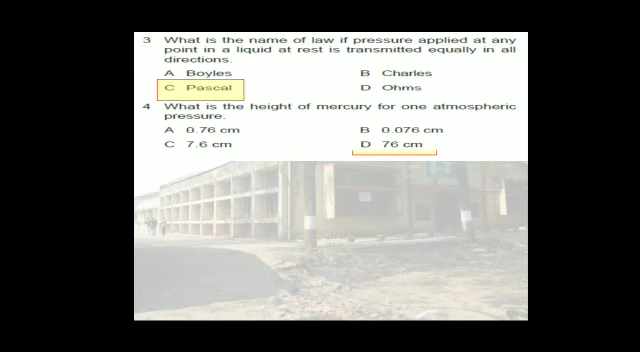 3 What is the name of law if pressure applied at any
point in a liquid at rest is transmitted equally in all
directions.
A Boyles B Charles
C Pascal D Ohms
4 What is the height of mercury for one atmospheric
pressure.
A 0.76 cm B 0.076 cm
C 7.6 cm D 76 cm